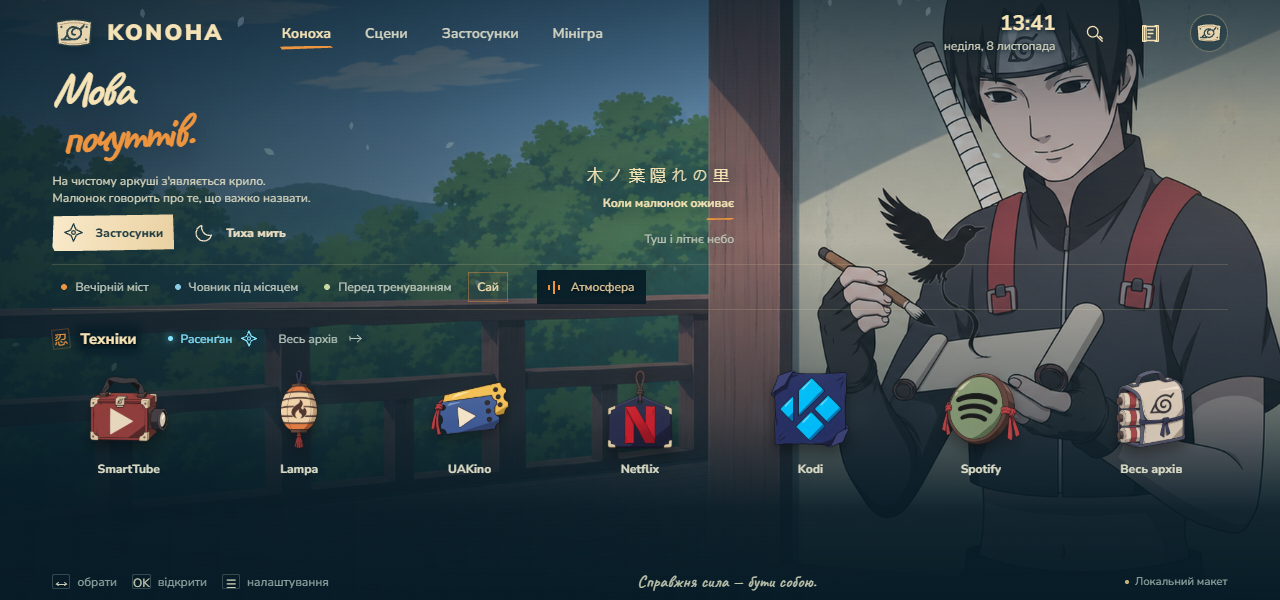 KONOHA
Коноха
Сцени
Застосунки
Мінігра
13:41
неділя, 8 листопада
Мова
почуттів.
На чистому аркуші з'являється крило.
Малюнок говорить про те, що важко назвати.
Застосунки
Тиха мить
木ノ葉隠れの里
Коли малюнок оживає
Туш і літнє небо
Вечірній міст
Човник під місяцем
Перед тренуванням
Сай
Атмосфера
忍
Техніки
Расенґан
Весь архів
SmartTube
Lampa
UAKino
Netflix
Kodi
Spotify
Весь архів
обрати
OK
відкрити
налаштування
Справжня сила — бути собою.
Локальний макет